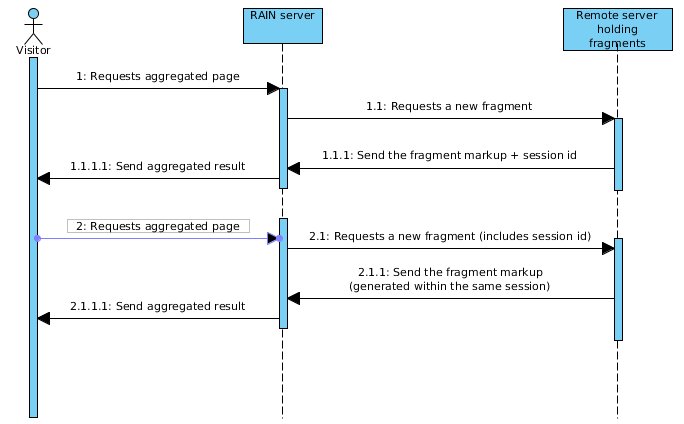 Visitor
RAIN server
Remote server
holding
fragments
1: Requests aggregated page
1.1: Requests a new fragment
1.1.1: Send the fragment markup + session id
1.1.1.1: Send aggregated result
2: Requests aggregated page
2.1: Requests a new fragment (includes session id)
2.1.1: Send the fragment markup
(generated within the same session)
2.1.1.1: Send aggregated result